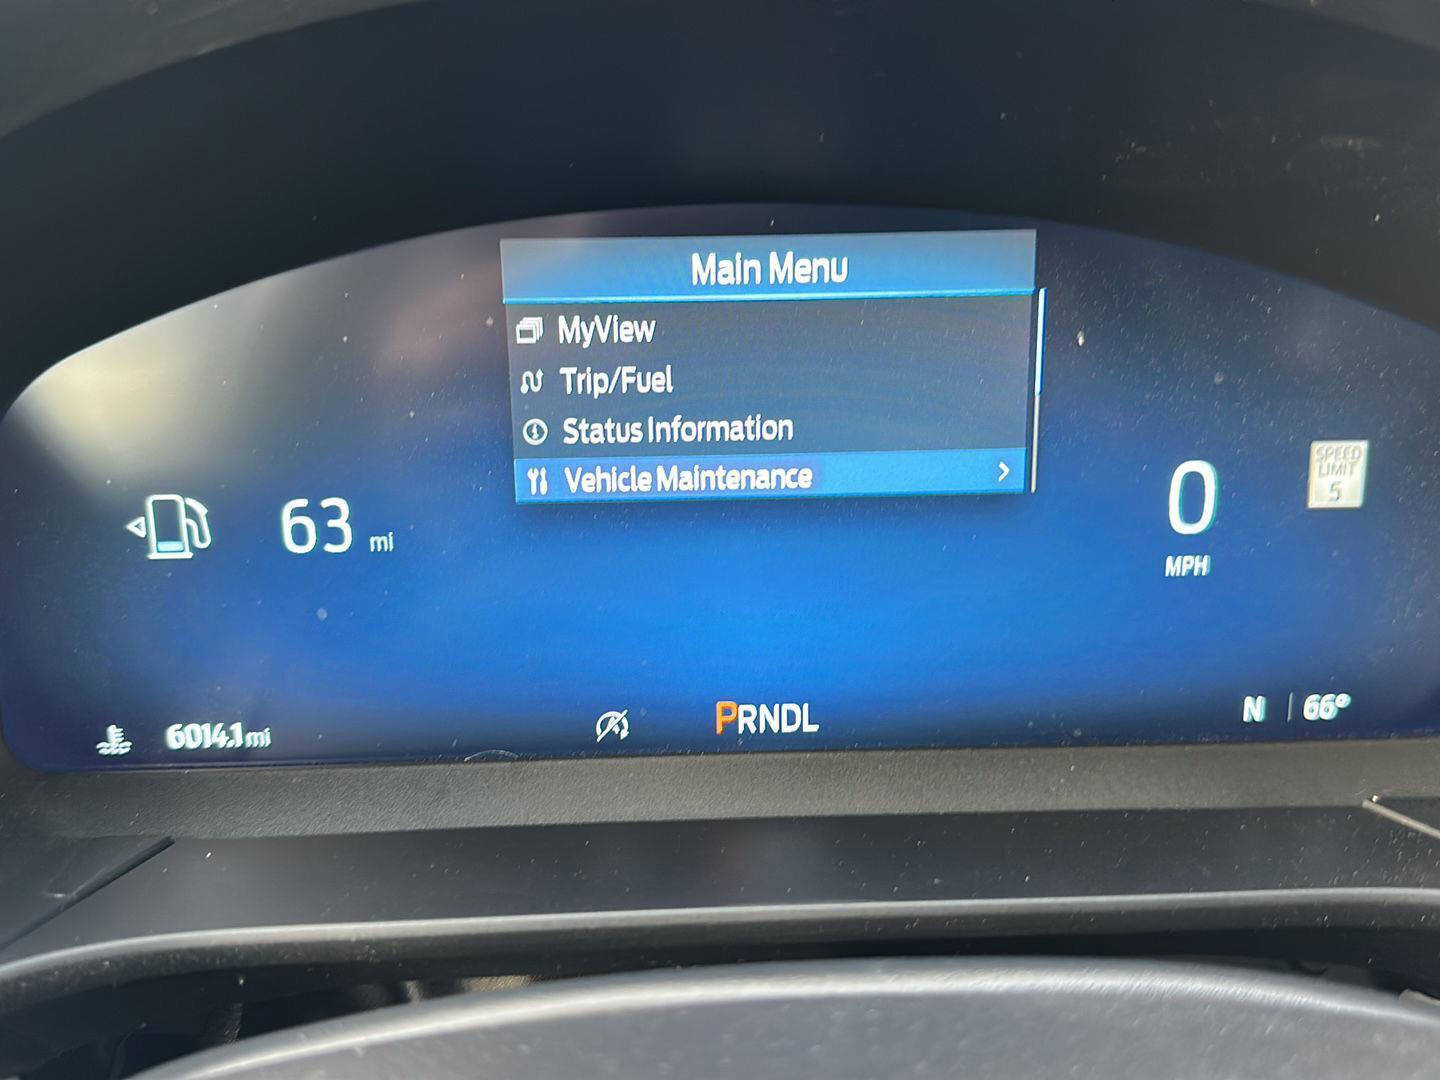 Main Menu
MyView
Trip/Fuel
Status Information
Vehicle Maintenance
63 mi
0
MPH
SPEED
LIMIT
5
6014.1 mi
A
PRNDL
N
66°